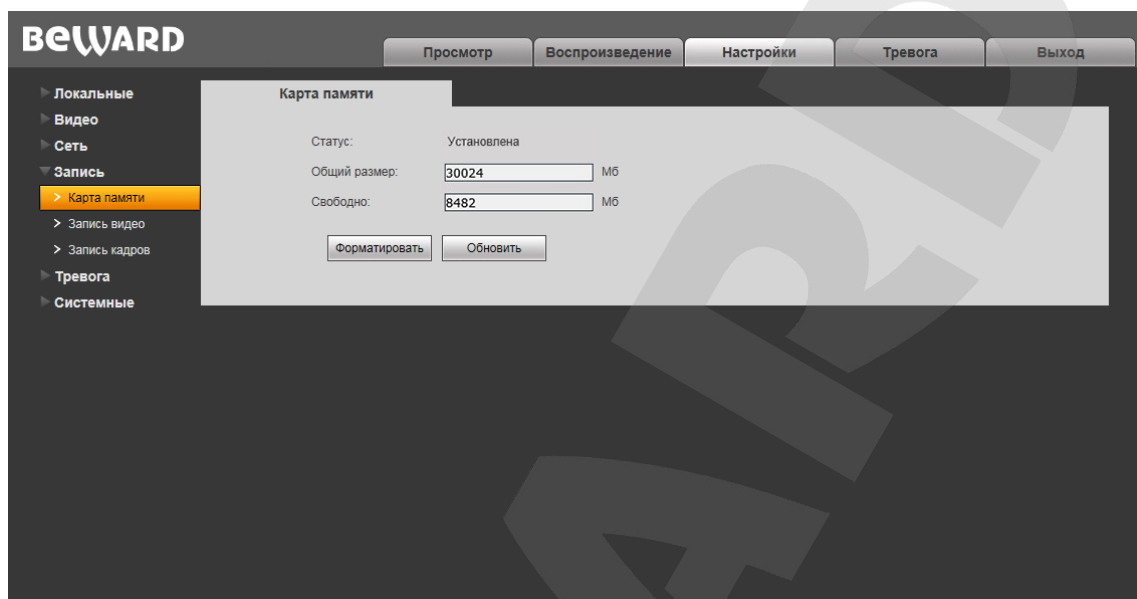 BEWARD
Просмотр Воспроизведение Настройки Тревога Выход
Локальные
Видео
Сеть
Запись
> Карта памяти
> Запись видео
> Запись кадров
Тревога
Системные
Карта памяти
Статус: Установлена
Общий размер: 30024 Мб
Свободно: 8482 Мб
Форматировать Обновить